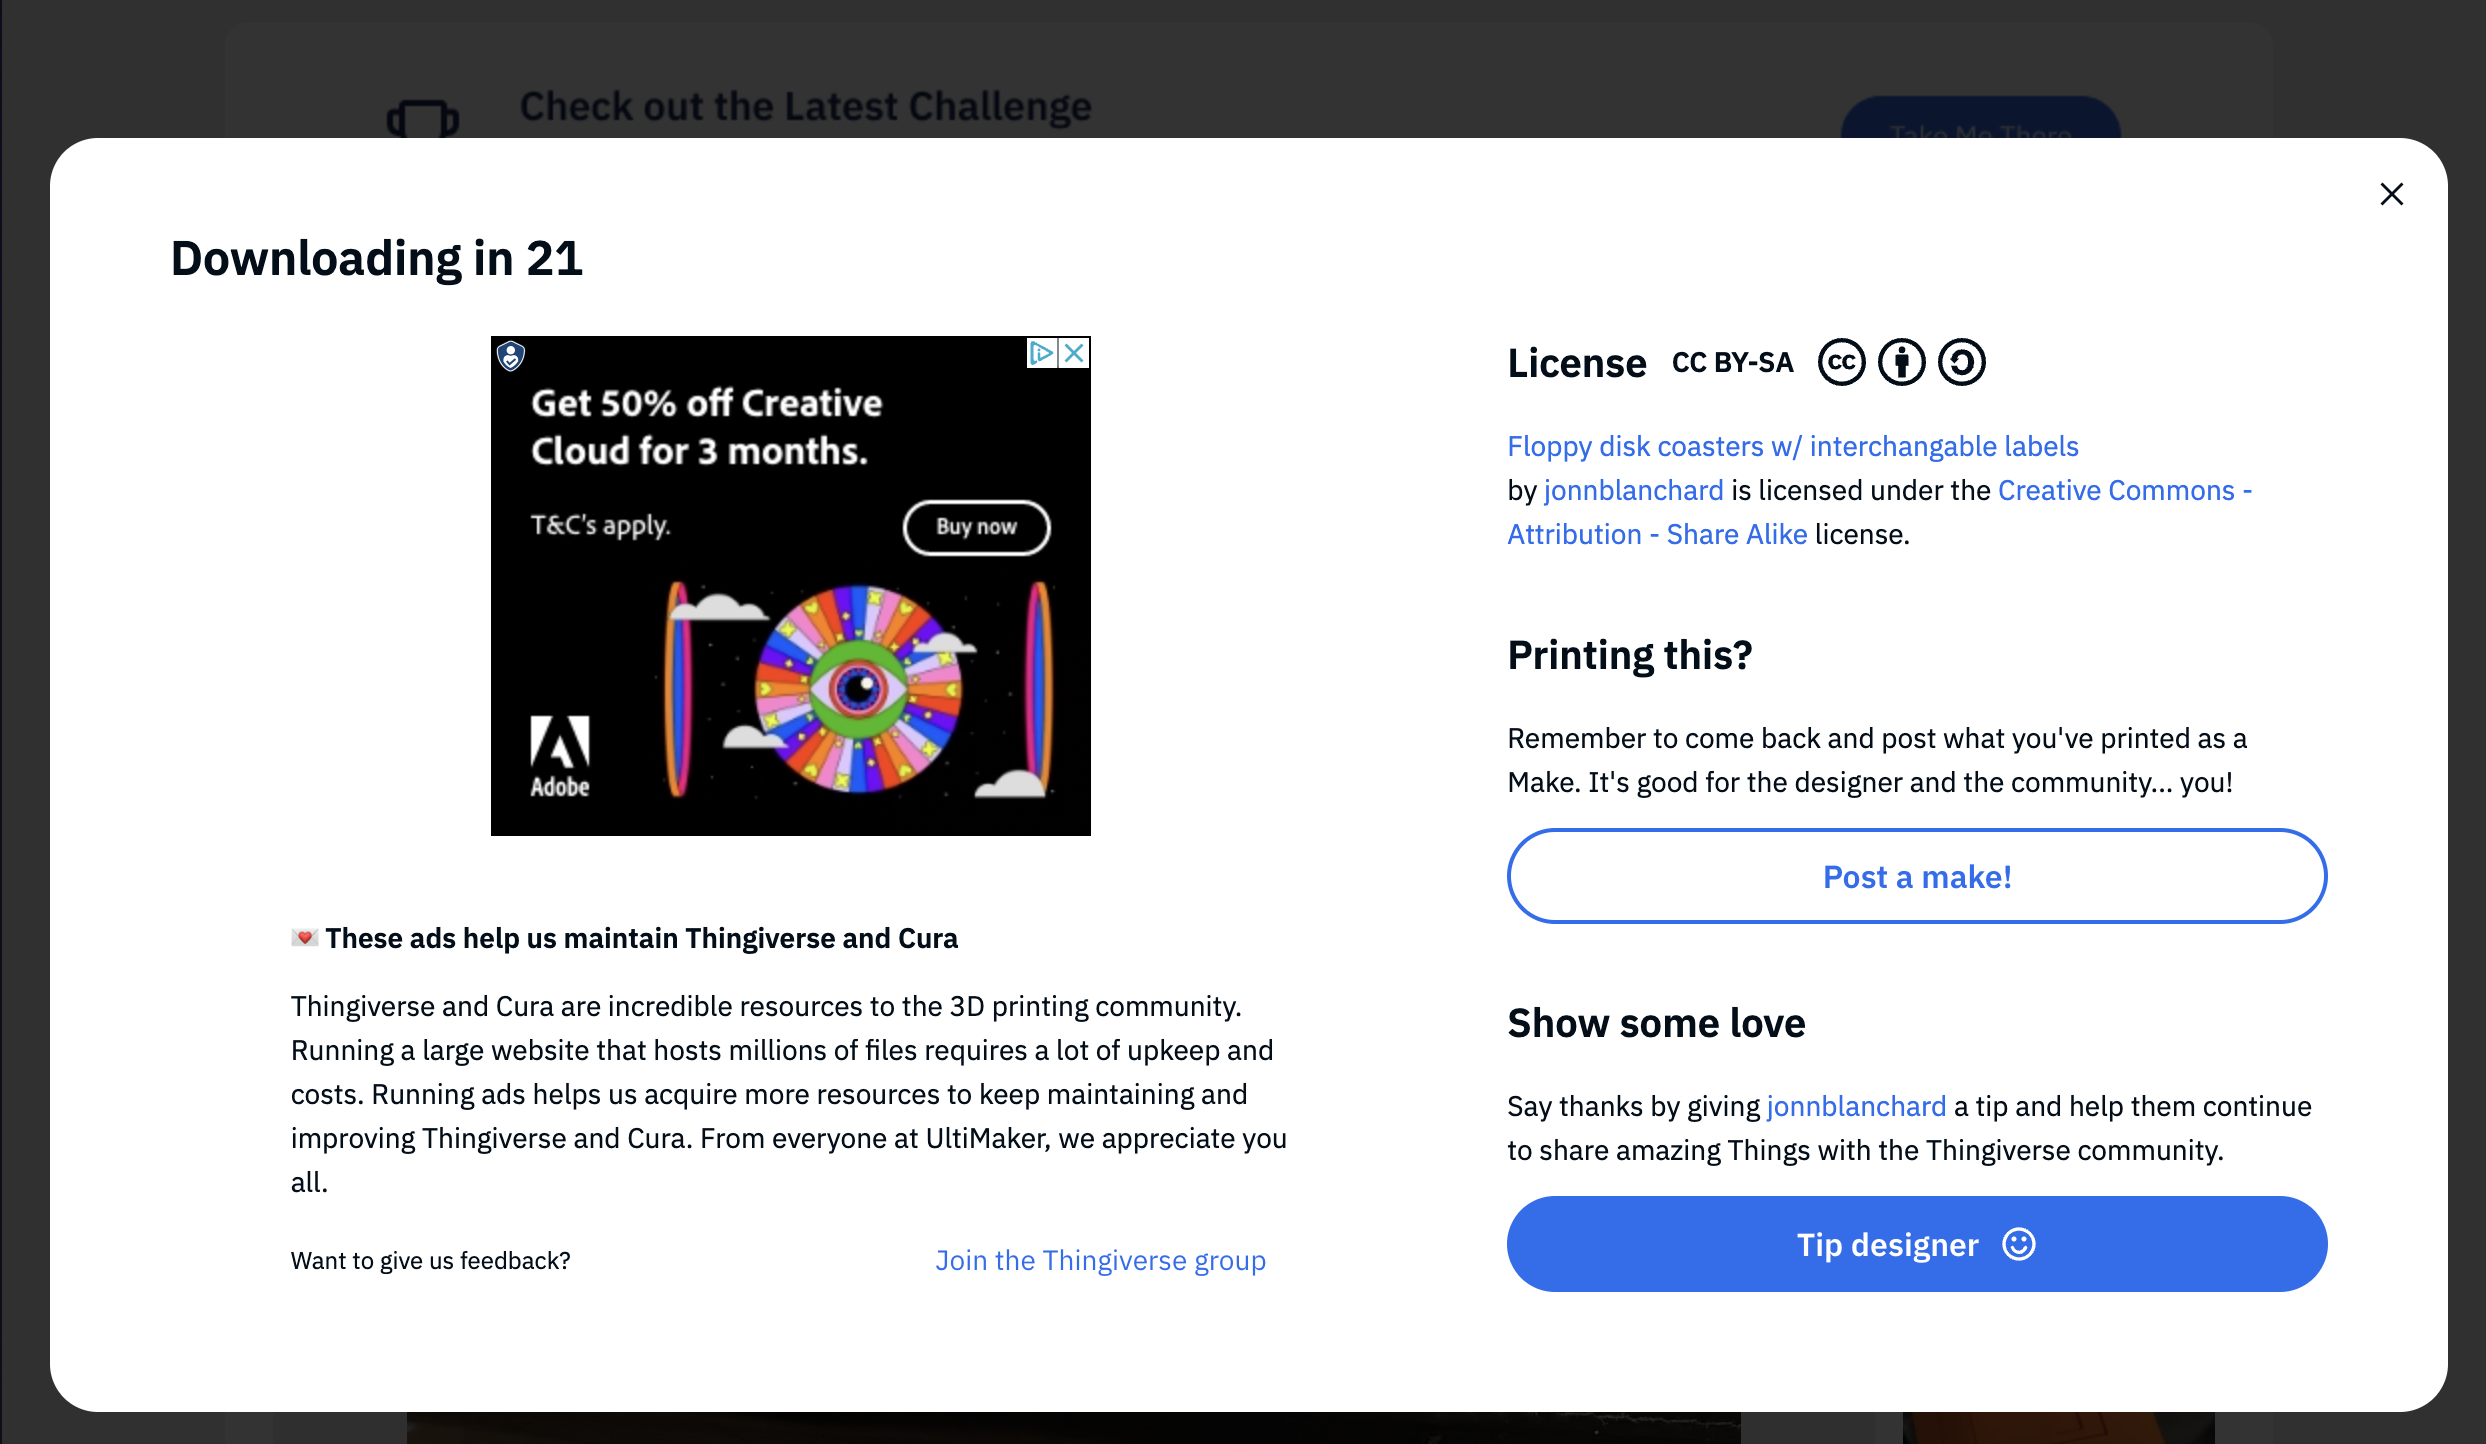 Check out the Latest Challenge
Take Me There
Downloading in 21
Get 50% off Creative
Cloud for 3 months.
T&C's apply.
Buy now
Adobe
These ads help us maintain Thingiverse and Cura
Thingiverse and Cura are incredible resources to the 3D printing community.
Running a large website that hosts millions of files requires a lot of upkeep and
costs. Running ads helps us acquire more resources to keep maintaining and
improving Thingiverse and Cura. From everyone at UltiMaker, we appreciate you
all.
Want to give us feedback?
Join the Thingiverse group
License CC BY-SA cc
Floppy disk coasters w/ interchangable labels
by jonnblanchard is licensed under the Creative Commons -
Attribution - Share Alike license.
Printing this?
Remember to come back and post what you've printed as a
Make. It's good for the designer and the community... you!
Post a make!
Show some love
Say thanks by giving jonnblanchard a tip and help them continue
to share amazing Things with the Thingiverse community.
Tip designer